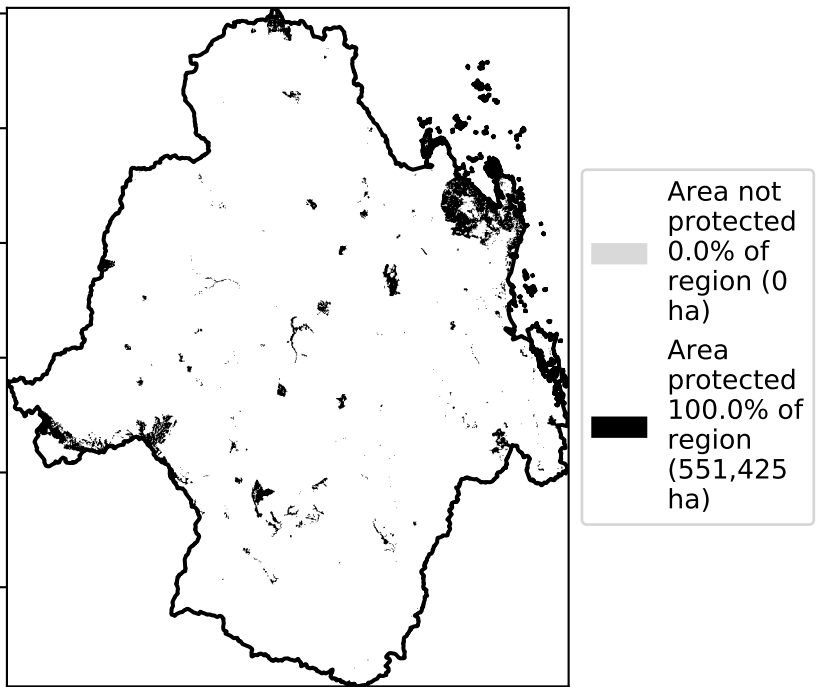 Area not
protected
0.0% of
region (0
ha)
Area
protected
100.0% of
region
(551,425
ha)